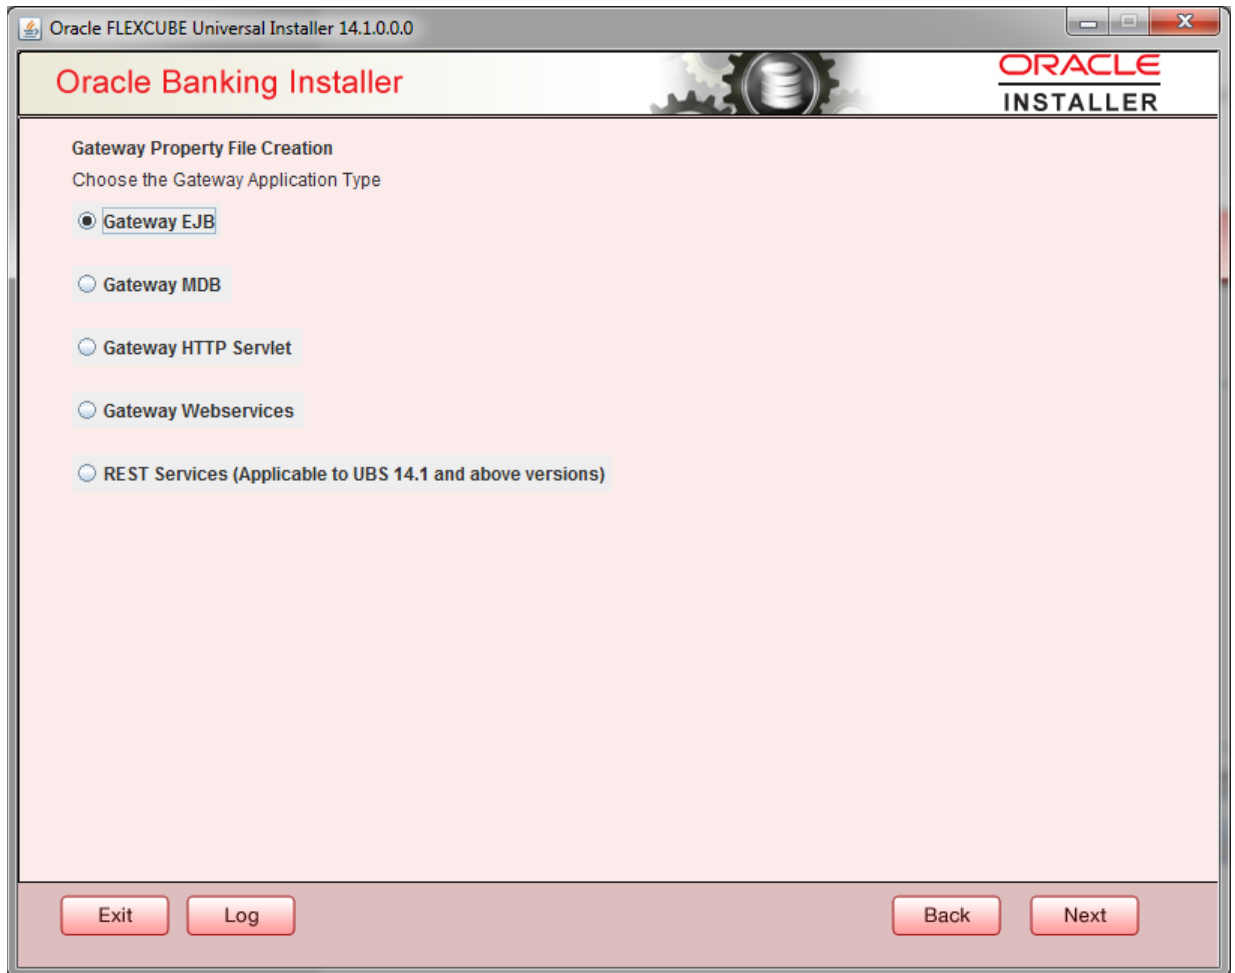 Oracle FLEXCUBE Universal Installer 14.1.0.0.0
Oracle Banking Installer
ORACLE
INSTALLER
Gateway Property File Creation
Choose the Gateway Application Type
Gateway EJB
Gateway MDB
Gateway HTTP Servlet
Gateway Webservices
REST Services (Applicable to UBS 14.1 and above versions)
Exit Log Back Next